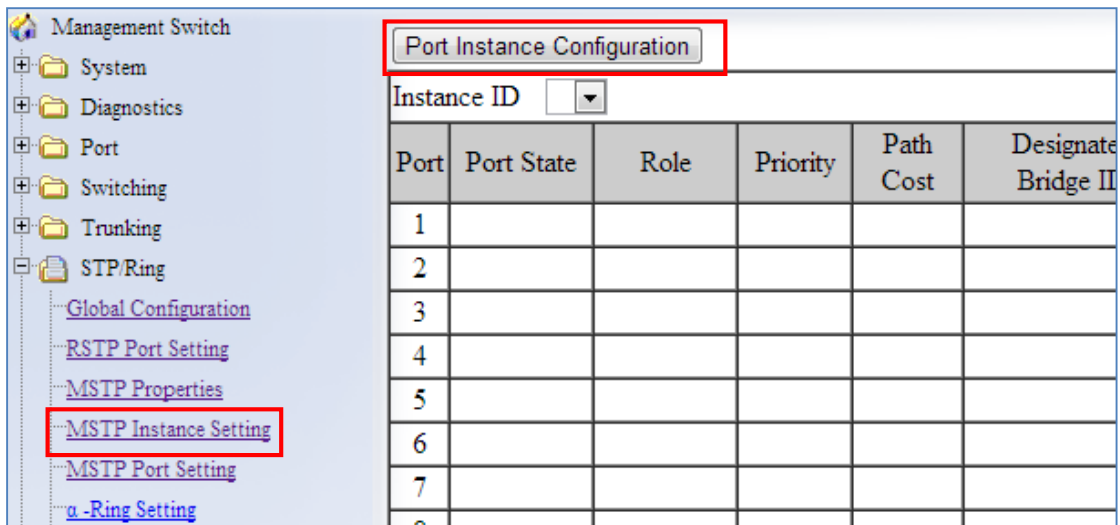 Management Switch
System
Diagnostics
Port
Switching
Trunking
STP/Ring
Global Configuration
RSTP Port Setting
MSTP Properties
MSTP Instance Setting
MSTP Port Setting
α -Ring Setting
Port Instance Configuration
Instance ID
Port Port State Role Priority Path Cost Designate Bridge I
1
2
3
4
5
6
7